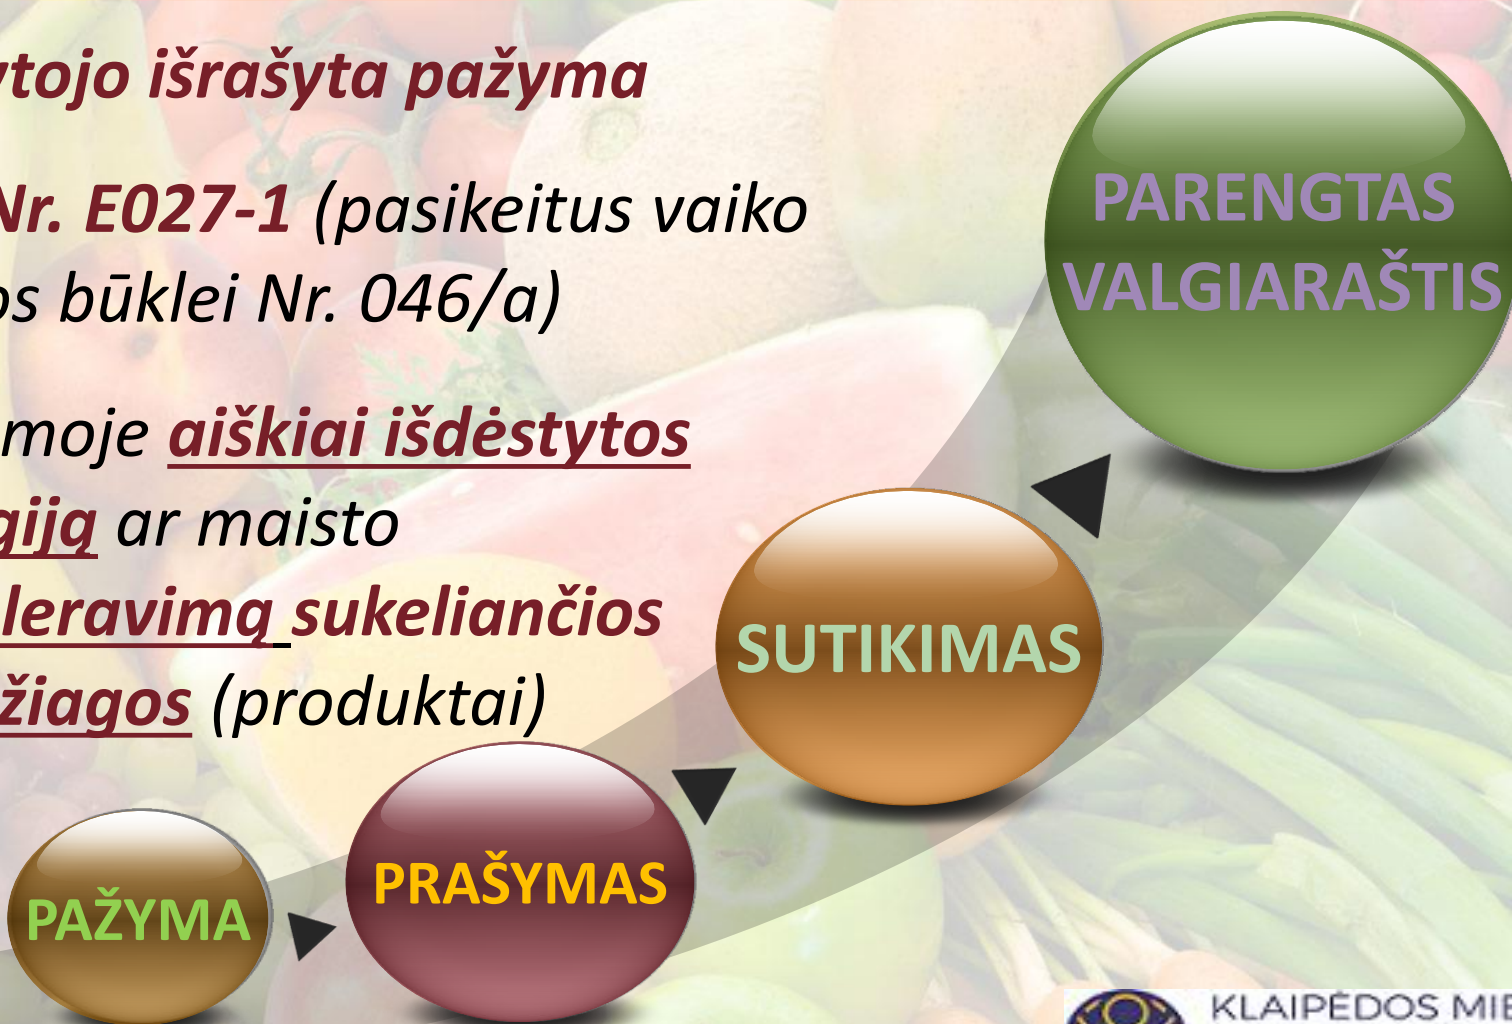 ytojo išrašyta pažyma
Nr. E027-1 (pasikeitus vaiko
os būklei Nr. 046/a)
moje aiškiai išdėstytos
giją ar maisto
leravimą sukeliančios
žiagos (produktai)
PARENGTAS
VALGIARAŠTIS
SUTIKIMAS
PRAŠYMAS
PAŽYMA
KLAIPĖDOS MIE